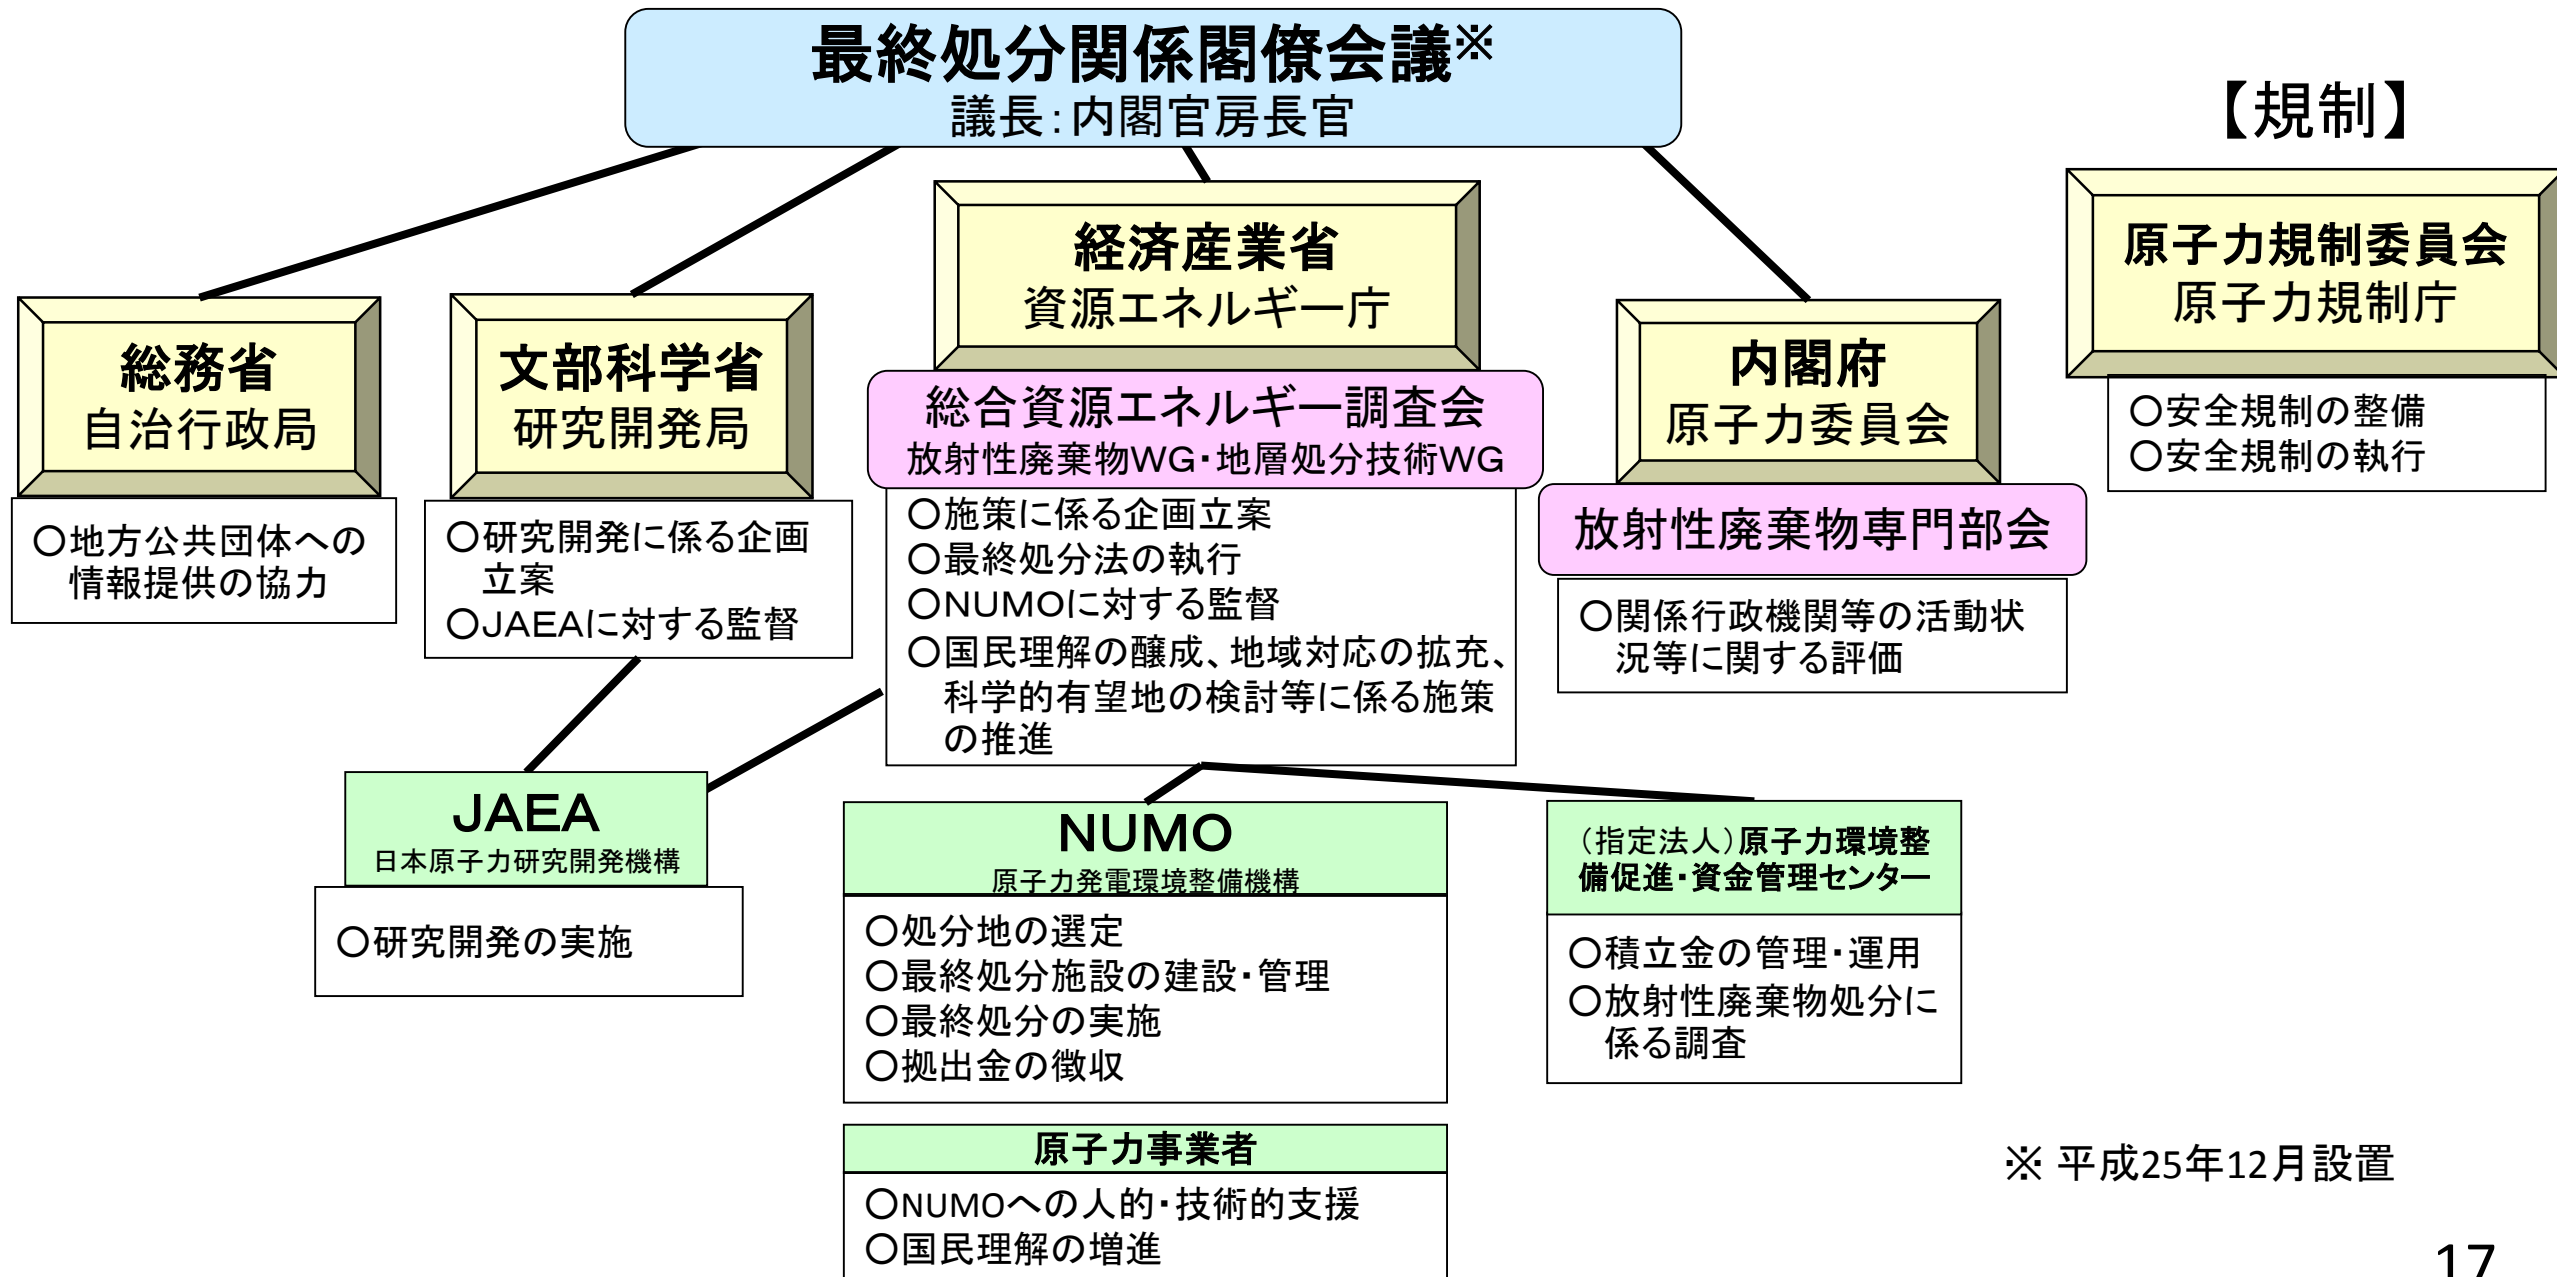 最終処分関係閣僚会議※
議長：内閣官房長官
【規制】
総務省
自治行政局
○地方公共団体への
情報提供の協力
文部科学省
研究開発局
○研究開発に係る企画
立案
○JAEAに対する監督
経済産業省
資源エネルギー庁
総合資源エネルギー調査会
放射性廃棄物WG・地層処分技術WG
○施策に係る企画立案
○最終処分法の執行
○NUMOに対する監督
○国民理解の醸成、地域対応の拡充、
科学的有望地の検討等に係る施策
の推進
内閣府
原子力委員会
放射性廃棄物専門部会
○関係行政機関等の活動状
況等に関する評価
原子力規制委員会
原子力規制庁
○安全規制の整備
○安全規制の執行
JAEA
日本原子力研究開発機構
○研究開発の実施
NUMO
原子力発電環境整備機構
○処分地の選定
○最終処分施設の建設・管理
○最終処分の実施
○拠出金の徴収
（指定法人）原子力環境整
備促進・資金管理センター
○積立金の管理・運用
○放射性廃棄物処分に
係る調査
原子力事業者
○NUMOへの人的・技術的支援
○国民理解の増進
※ 平成25年12月設置
17